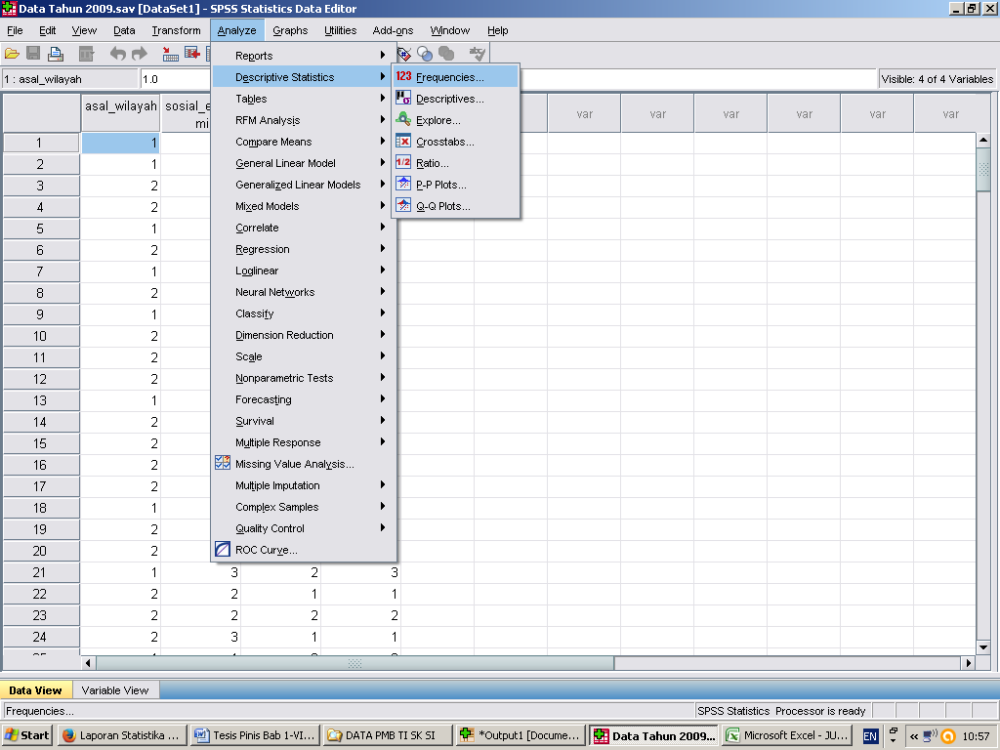 Data Tahun 2009.sav [DataSet1] - SPSS Statistics Data Editor
File Edit View Data Transform Analyze Graphs Utilities Add-ons Window Help
1 : asal_wilayah 1.0 Visible: 4 of 4 Variables
asal_wilayah sosial_e
mi
var var var var var var
Reports
Descriptive Statistics
Tables
RFM Analysis
Compare Means
General Linear Model
Generalized Linear Models
Mixed Models
Correlate
Regression
Loglinear
Neural Networks
Classify
Dimension Reduction
Scale
Nonparametric Tests
Forecasting
Survival
Multiple Response
Missing Value Analysis...
Multiple Imputation
Complex Samples
Quality Control
ROC Curve...
123 Frequencies...
Descriptives...
Explore...
Crosstabs...
1/2 Ratio...
P-P Plots...
Q-Q Plots...
1 1
2 1
3 2
4 2
5 1
6 2
7 1
8 2
9 1
10 2
11 2
12 2
13 1
14 2
15 2
16 2
17 2
18 1
19 2
20 2
21 1 3 2 3
22 2 2 1 1
23 2 2 2 2
24 2 3 1 1
Data View Variable View
Frequencies... SPSS Statistics Processor is ready
Start Laporan Statistika ... Tesis Pinis Bab 1-VI... DATA PMB TI SK SI *Output1 [Docume... Data Tahun 2009... Microsoft Excel - JU... EN 10:57